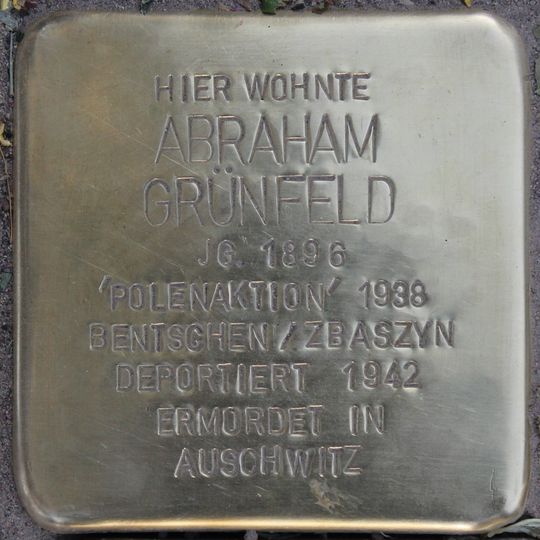 HIER WOHNTE
ABRAHAM
GRÜNFELD
JG. 1896
'POLENAKTION' 1938
BENTSCHEN / ZBASZYN
DEPORTIERT 1942
ERMORDET IN
AUSCHWITZ